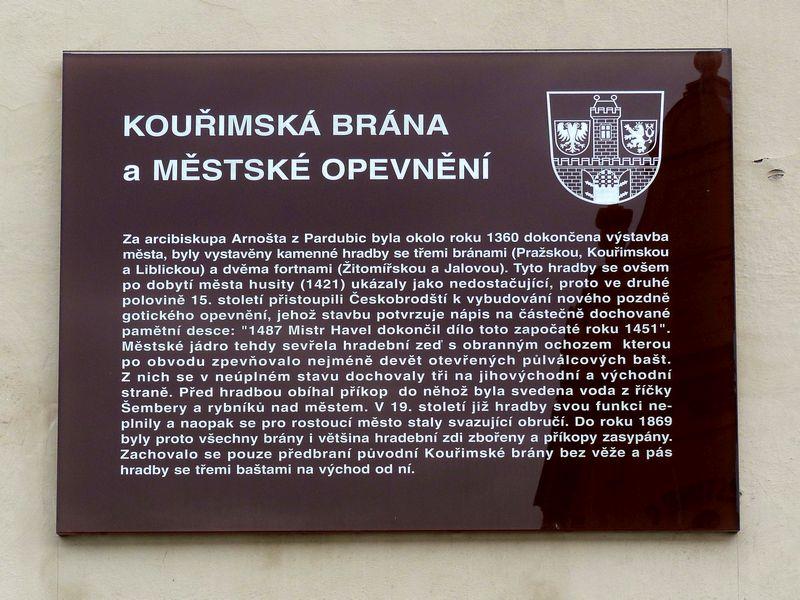 KOUŘIMSKÁ BRÁNA
a MĚSTSKÉ OPEVNĚNÍ
Za arcibiskupa Arnošta z Pardubic byla okolo roku 1360 dokončena výstavba
města, byly vystavěny kamenné hradby se třemi bránami (Pražskou, Kouřimskou
a Liblickou) a dvěma fortnami (Žitomířskou a Jalovou). Tyto hradby se ovšem
po dobytí města husity (1421) ukázaly jako nedostačující, proto ve druhé
polovině 15. století přistoupili Českobrodští k vybudování nového pozdně
gotického opevnění, jehož stavbu potvrzuje nápis na částečně dochované
pamětní desce: "1487 Mistr Havel dokončil dílo toto započaté roku 1451".
Městské jádro tehdy sevřela hradební zeď s obranným ochozem kterou
po obvodu zpevňovalo nejméně devět otevřených půlválcových bašt.
Z nich se v neúplném stavu dochovaly tři na jihovýchodní a východní
straně. Před hradbou obíhal příkop do něhož byla svedena voda z říčky
Šembery a rybníků nad městem. V 19. století již hradby svou funkci ne-
plnily a naopak se pro rostoucí město staly svazující obručí. Do roku 1869
byly proto všechny brány i většina hradební zdi zbořeny a příkopy zasypány.
Zachovalo se pouze předbraní původní Kouřimské brány bez věže a pás
hradby se třemi baštami na východ od ní.